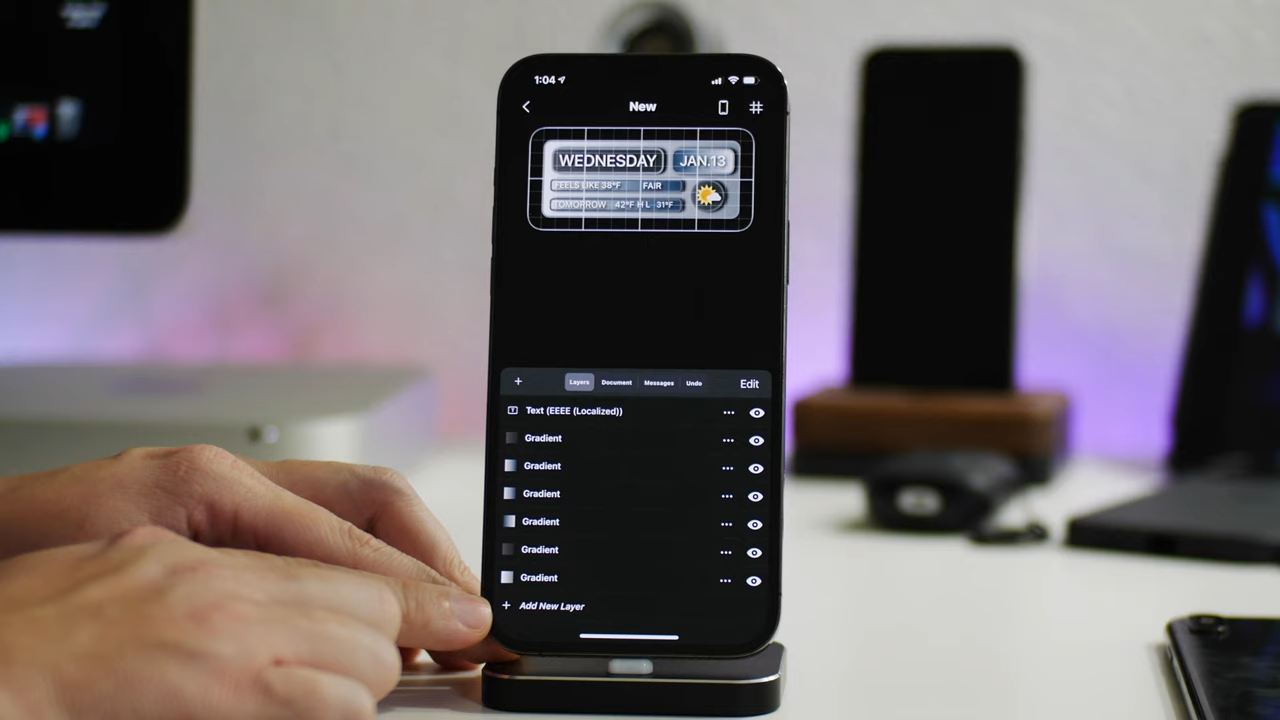 1:04
New
WEDNESDAY JAN.13
FEELS LIKE 38°F FAIR
TOMORROW 42°F H L 31°F
+ Layers Document Messages Undo Edit
Text (EEEE (Localized))
Gradient
Gradient
Gradient
Gradient
Gradient
Gradient
+ Add New Layer